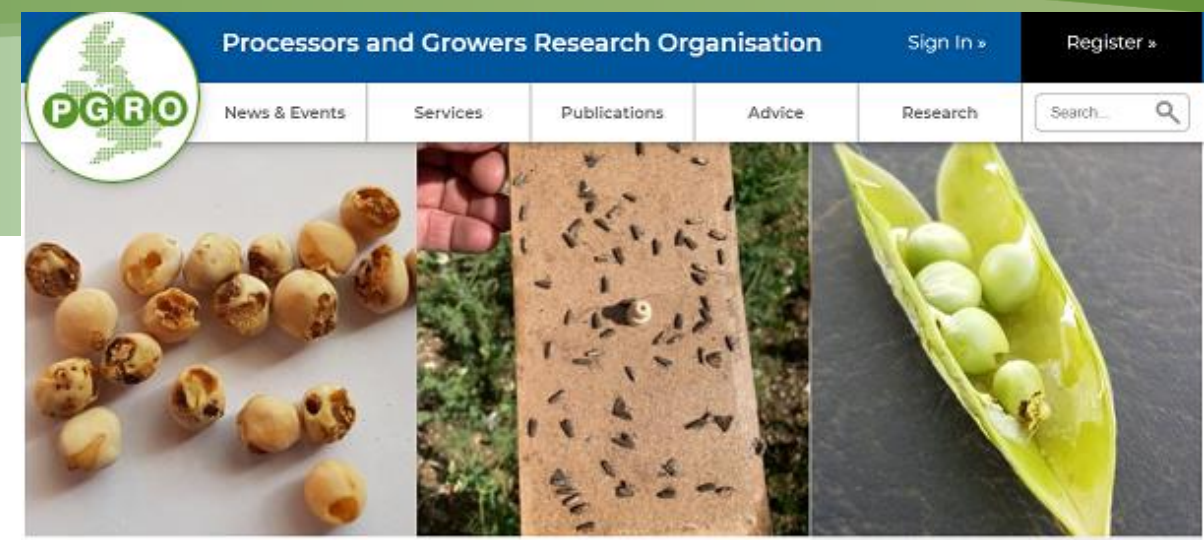 Processors and Growers Research Organisation
Sign In »
Register »
PGRO
News & Events
Services
Publications
Advice
Research
Search...